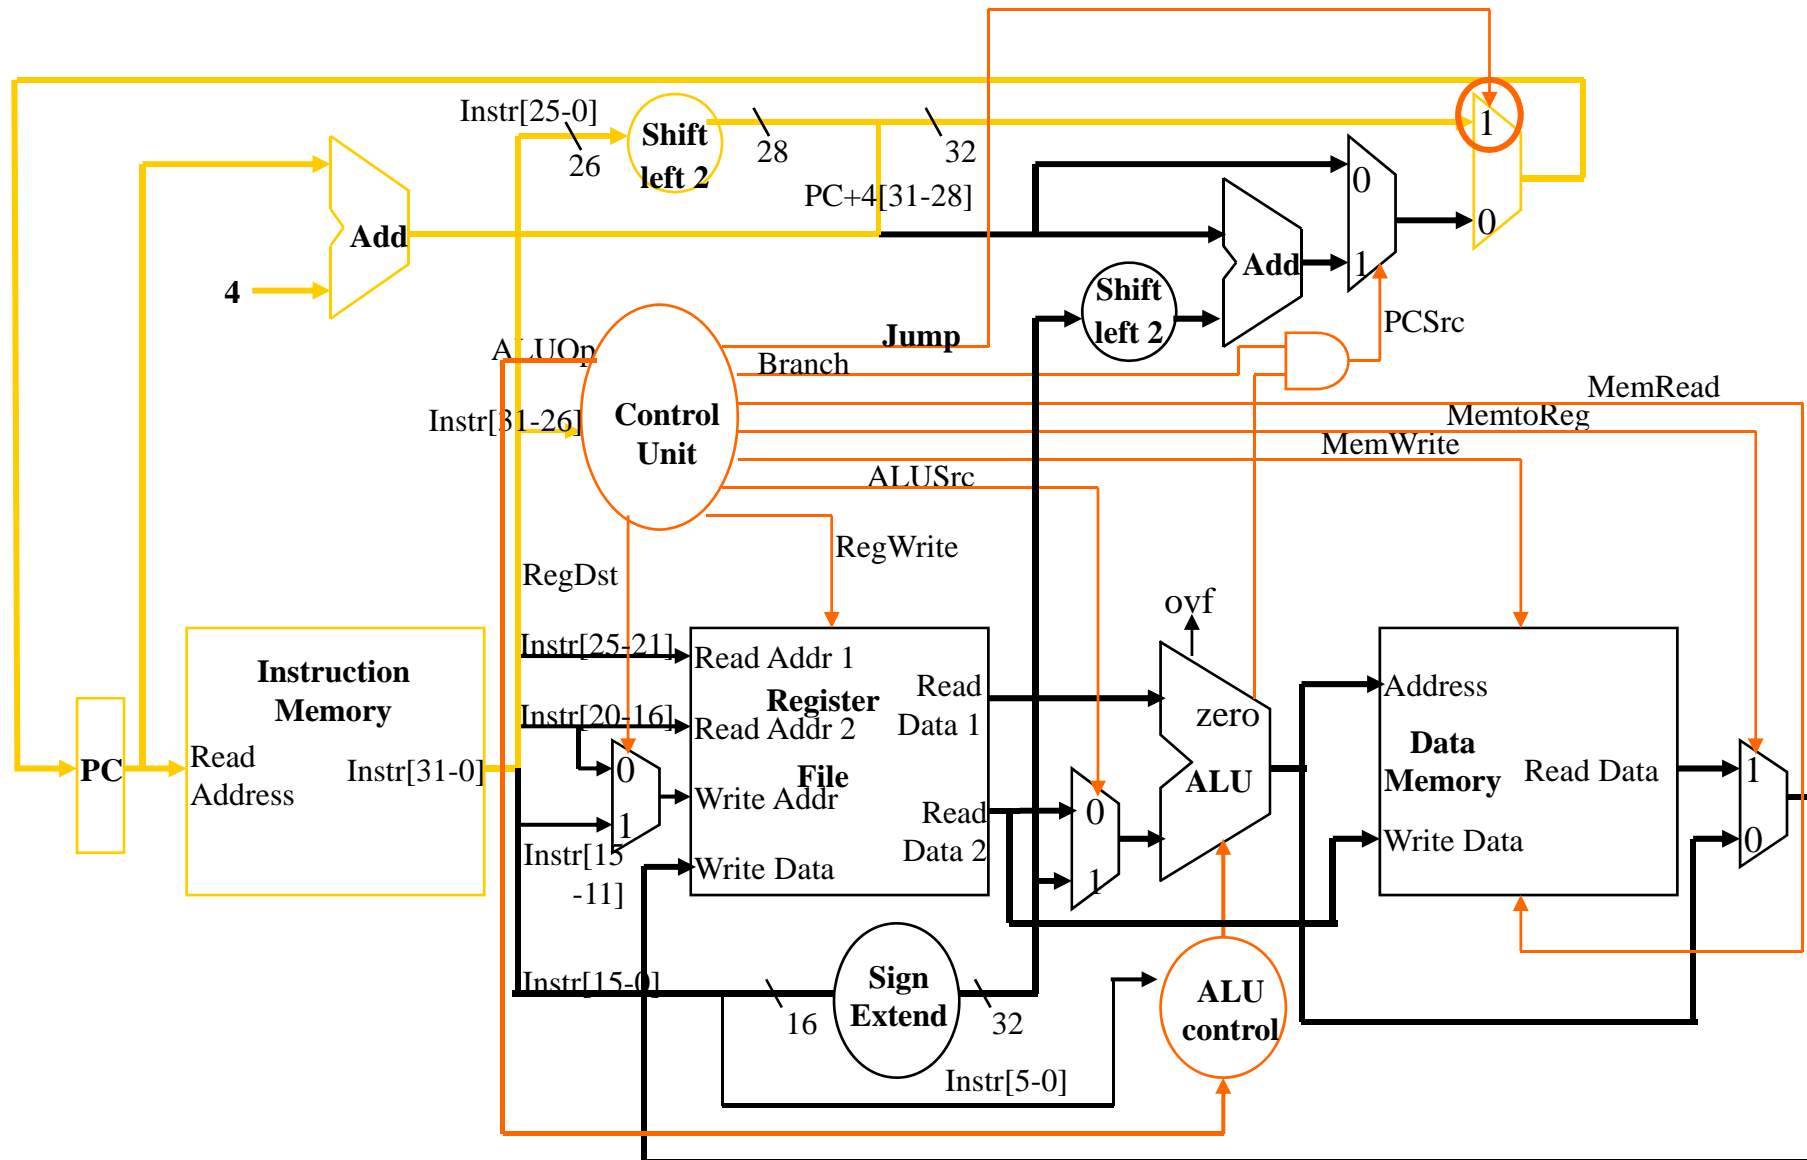 Instr[25-0]
Shift
left 2
26
28
32
1
PC+4[31-28]
0
0
Add
Add
1
4
Shift
left 2
PCSrc
Jump
ALUOp
Branch
MemRead
Instr[31-26]
Control
Unit
MemtoReg
MemWrite
ALUSrc
RegWrite
RegDst
ovf
Instruction
Memory
Instr[25-21]
Read Addr 1
Register
File
Read
Data 1
zero
Address
Instr[20-16]
Read Addr 2
Data
Memory
PC
Read
Address
Instr[31-0]
0
Write Addr
ALU
Read Data
1
1
Read
Data 2
0
Write Data
0
Instr[15
-11]
Write Data
1
Instr[15-0]
16
Sign
Extend
32
ALU
control
Instr[5-0]